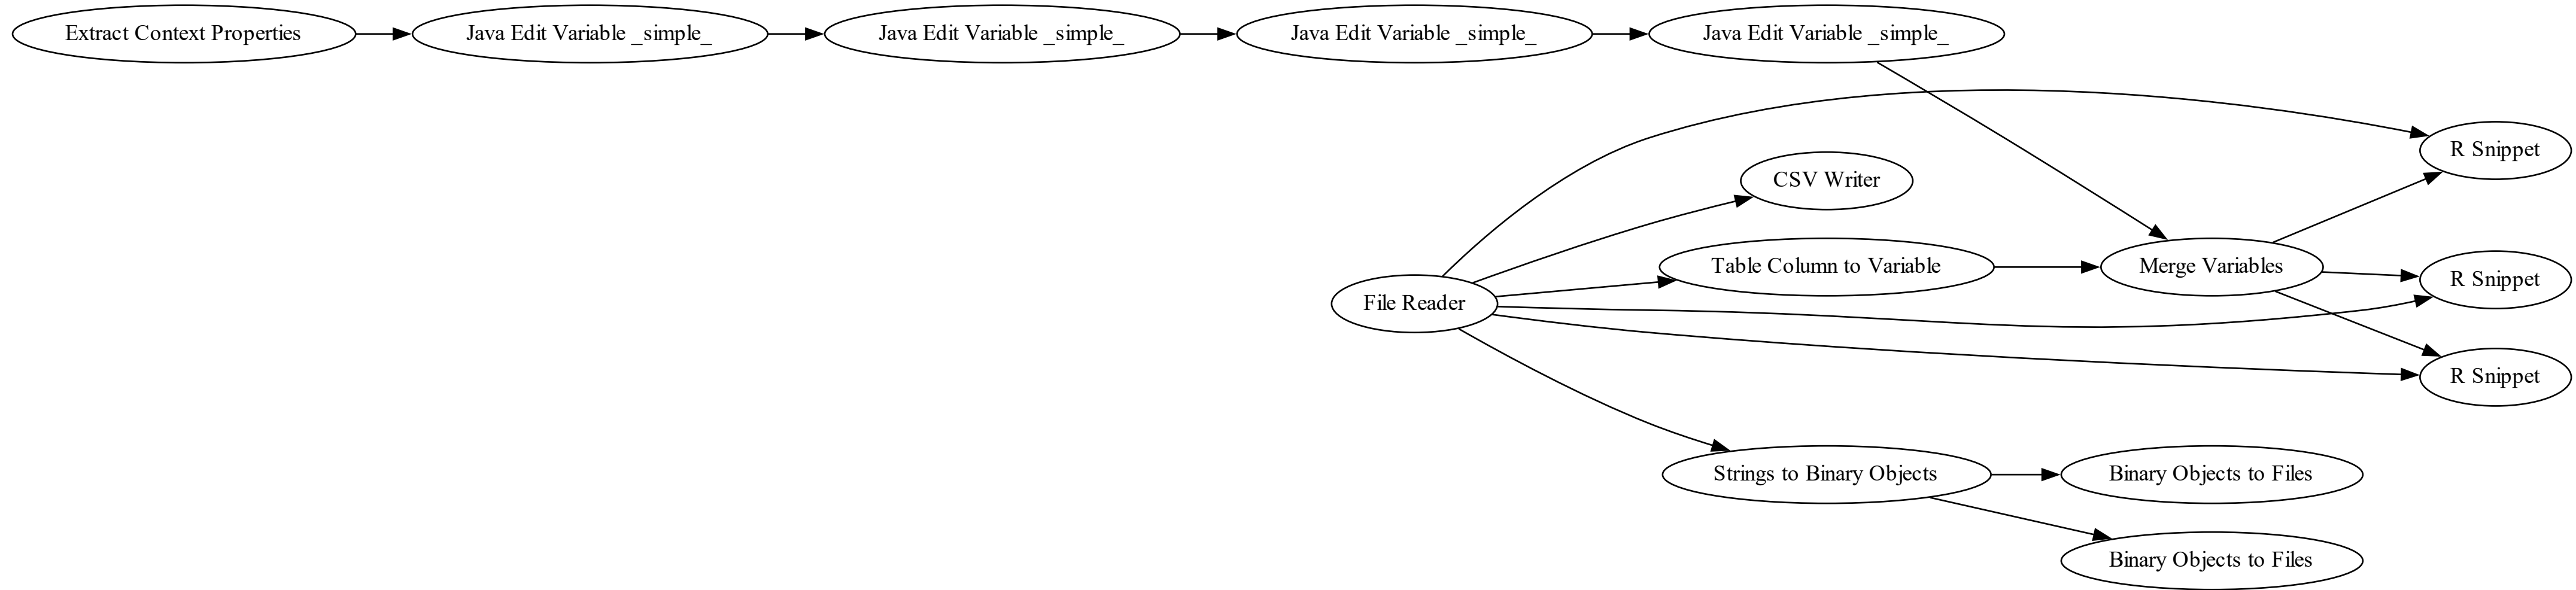 Extract Context Properties
Java Edit Variable _simple_
Java Edit Variable _simple_
Java Edit Variable _simple_
Java Edit Variable _simple_
R Snippet
CSV Writer
Table Column to Variable
Merge Variables
R Snippet
File Reader
R Snippet
Strings to Binary Objects
Binary Objects to Files
Binary Objects to Files